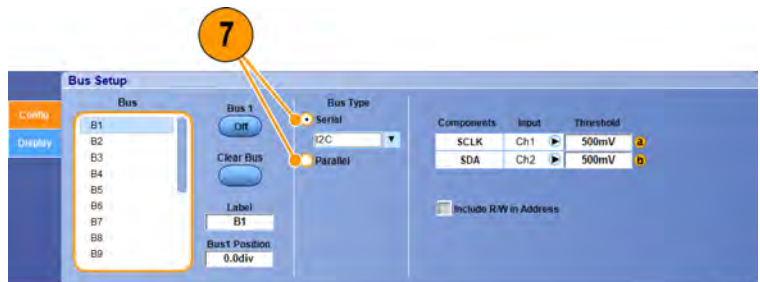 7
Bus Setup
Config
Display
Bus
B1
B2
B3
B4
B5
B6
B7
B8
B9
Bus 1
Off
Clear Bus
Label
B1
Bus1 Position
0.0div
Bus Type
Serial
I2C
Parallel
Components Input Threshold
SCLK Ch1 500mV a
SDA Ch2 500mV b
Include R/W in Address